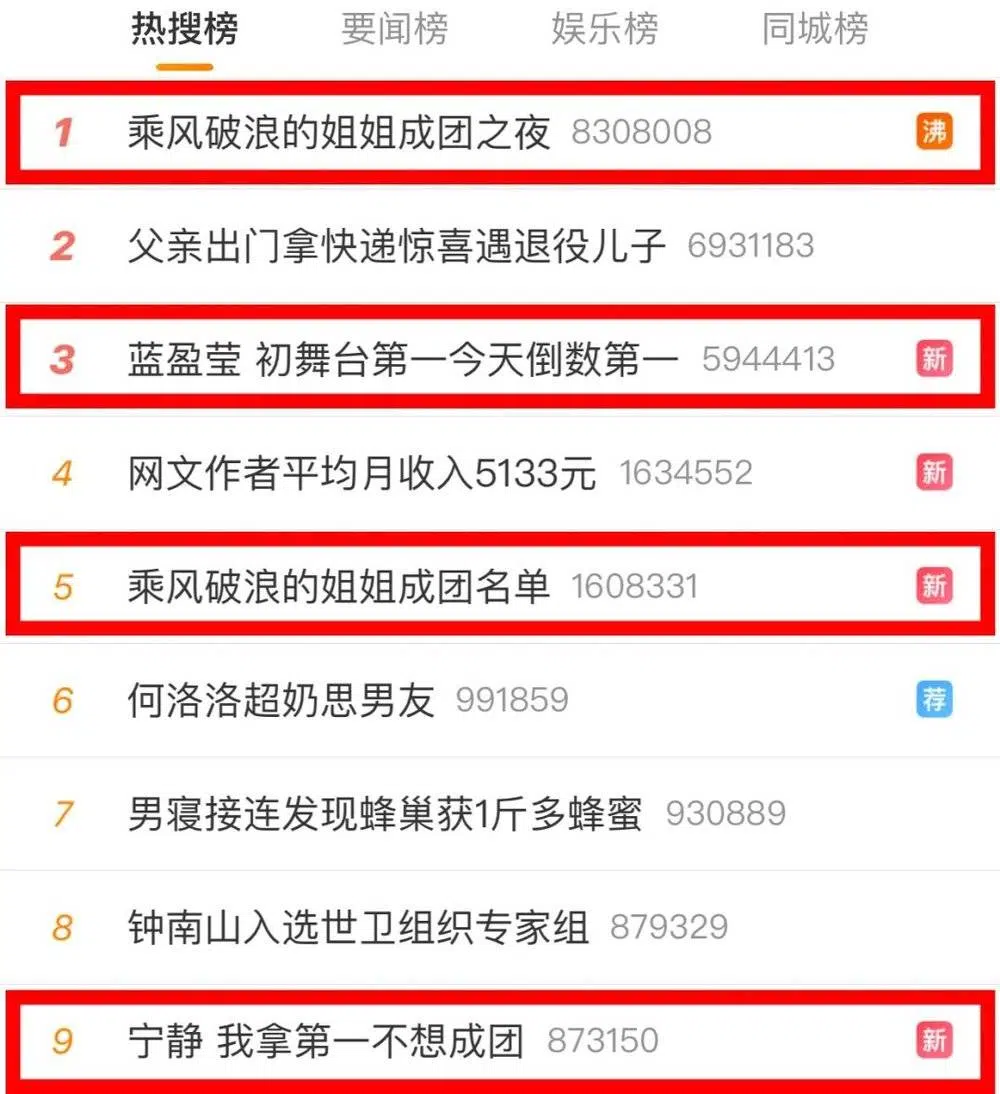 热搜榜 要闻榜 娱乐榜 同城榜
1 乘风破浪的姐姐成团之夜 8308008 沸
2 父亲出门拿快递惊喜遇退役儿子 6931183
3 蓝盈莹 初舞台第一今天倒数第一 5944413 新
4 网文作者平均月收入5133元 1634552 新
5 乘风破浪的姐姐成团名单 1608331 新
6 何洛洛超奶思男友 991859 荐
7 男寝接连发现蜂巢获1斤多蜂蜜 930889
8 钟南山入选世卫组织专家组 879329
9 宁静 我拿第一不想成团 873150 新